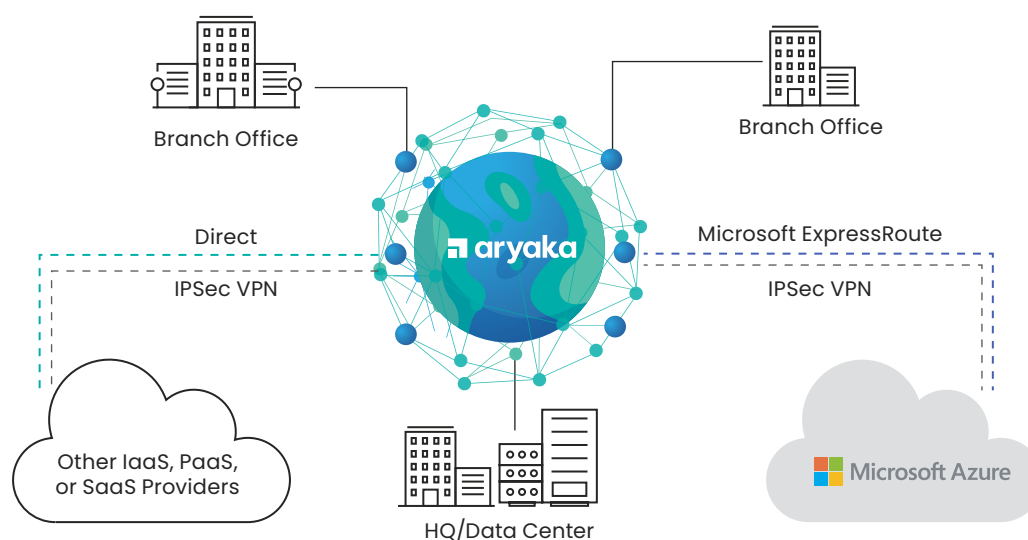 Branch Office
Branch Office
aryaka
Direct
IPSec VPN
Microsoft ExpressRoute
IPSec VPN
Other IaaS, PaaS,
or SaaS Providers
Microsoft Azure
HQ/Data Center